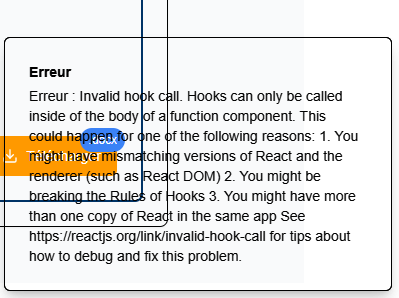 Erreur
Erreur : Invalid hook call. Hooks can only be called
inside of the body of a function component. This
could happen for one of the following reasons: 1. You
might have mismatching versions of React and the
renderer (such as React DOM) 2. You might be
breaking the Rules of Hooks 3. You might have more
than one copy of React in the same app See
https://reactjs.org/link/invalid-hook-call for tips about
how to debug and fix this problem.